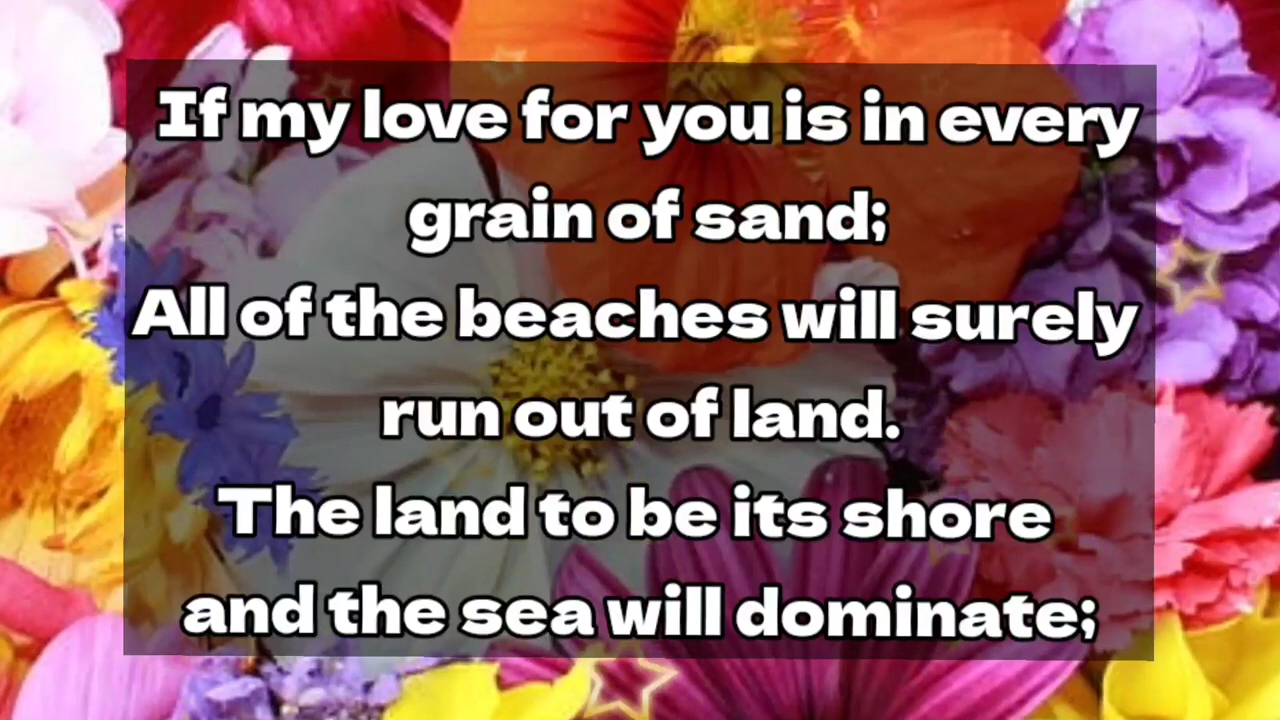 If my love for you is in every
grain of sand;
All of the beaches will surely
run out of land.
The land to be its shore
and the sea will dominate;